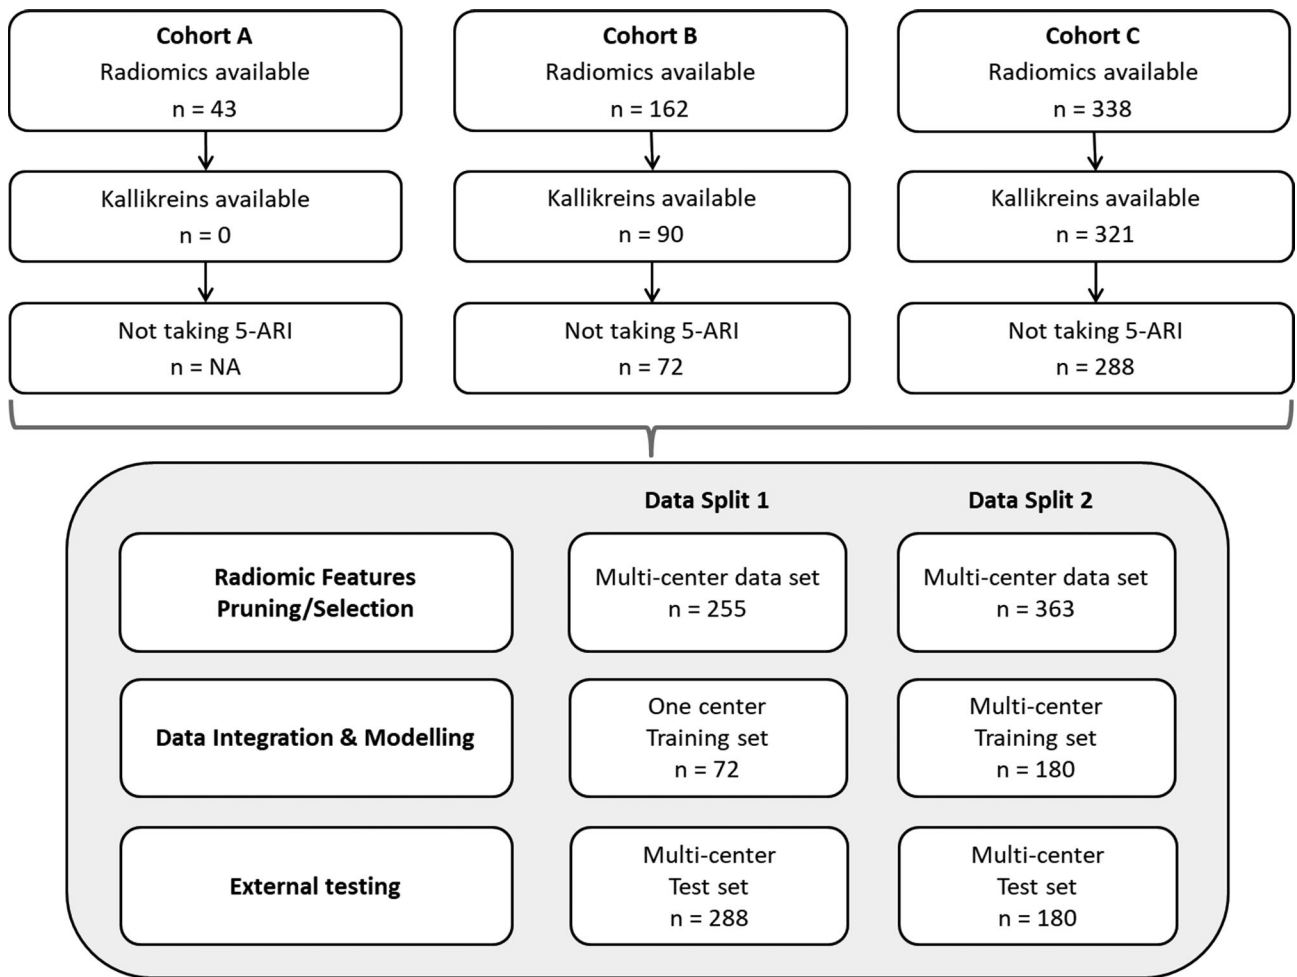 Cohort A
Radiomics available
n = 43
Cohort B
Radiomics available
n = 162
Cohort C
Radiomics available
n = 338
Kallikreins available
n = 0
Kallikreins available
n = 90
Kallikreins available
n = 321
Not taking 5-ARI
n = NA
Not taking 5-ARI
n = 72
Not taking 5-ARI
n = 288
Data Split 1
Data Split 2
Radiomic Features
Pruning/Selection
Multi-center data set
n = 255
Multi-center data set
n = 363
Data Integration & Modelling
One center
Training set
n = 72
Multi-center
Training set
n = 180
External testing
Multi-center
Test set
n = 288
Multi-center
Test set
n = 180